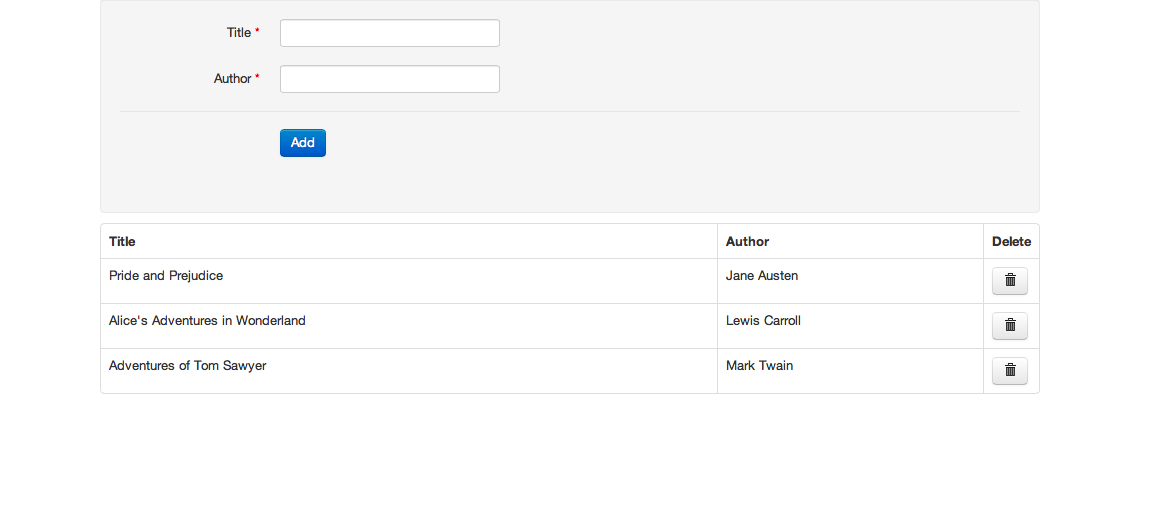 Title *
Author *
Add
Title Author Delete
Pride and Prejudice Jane Austen
Alice's Adventures in Wonderland Lewis Carroll
Adventures of Tom Sawyer Mark Twain